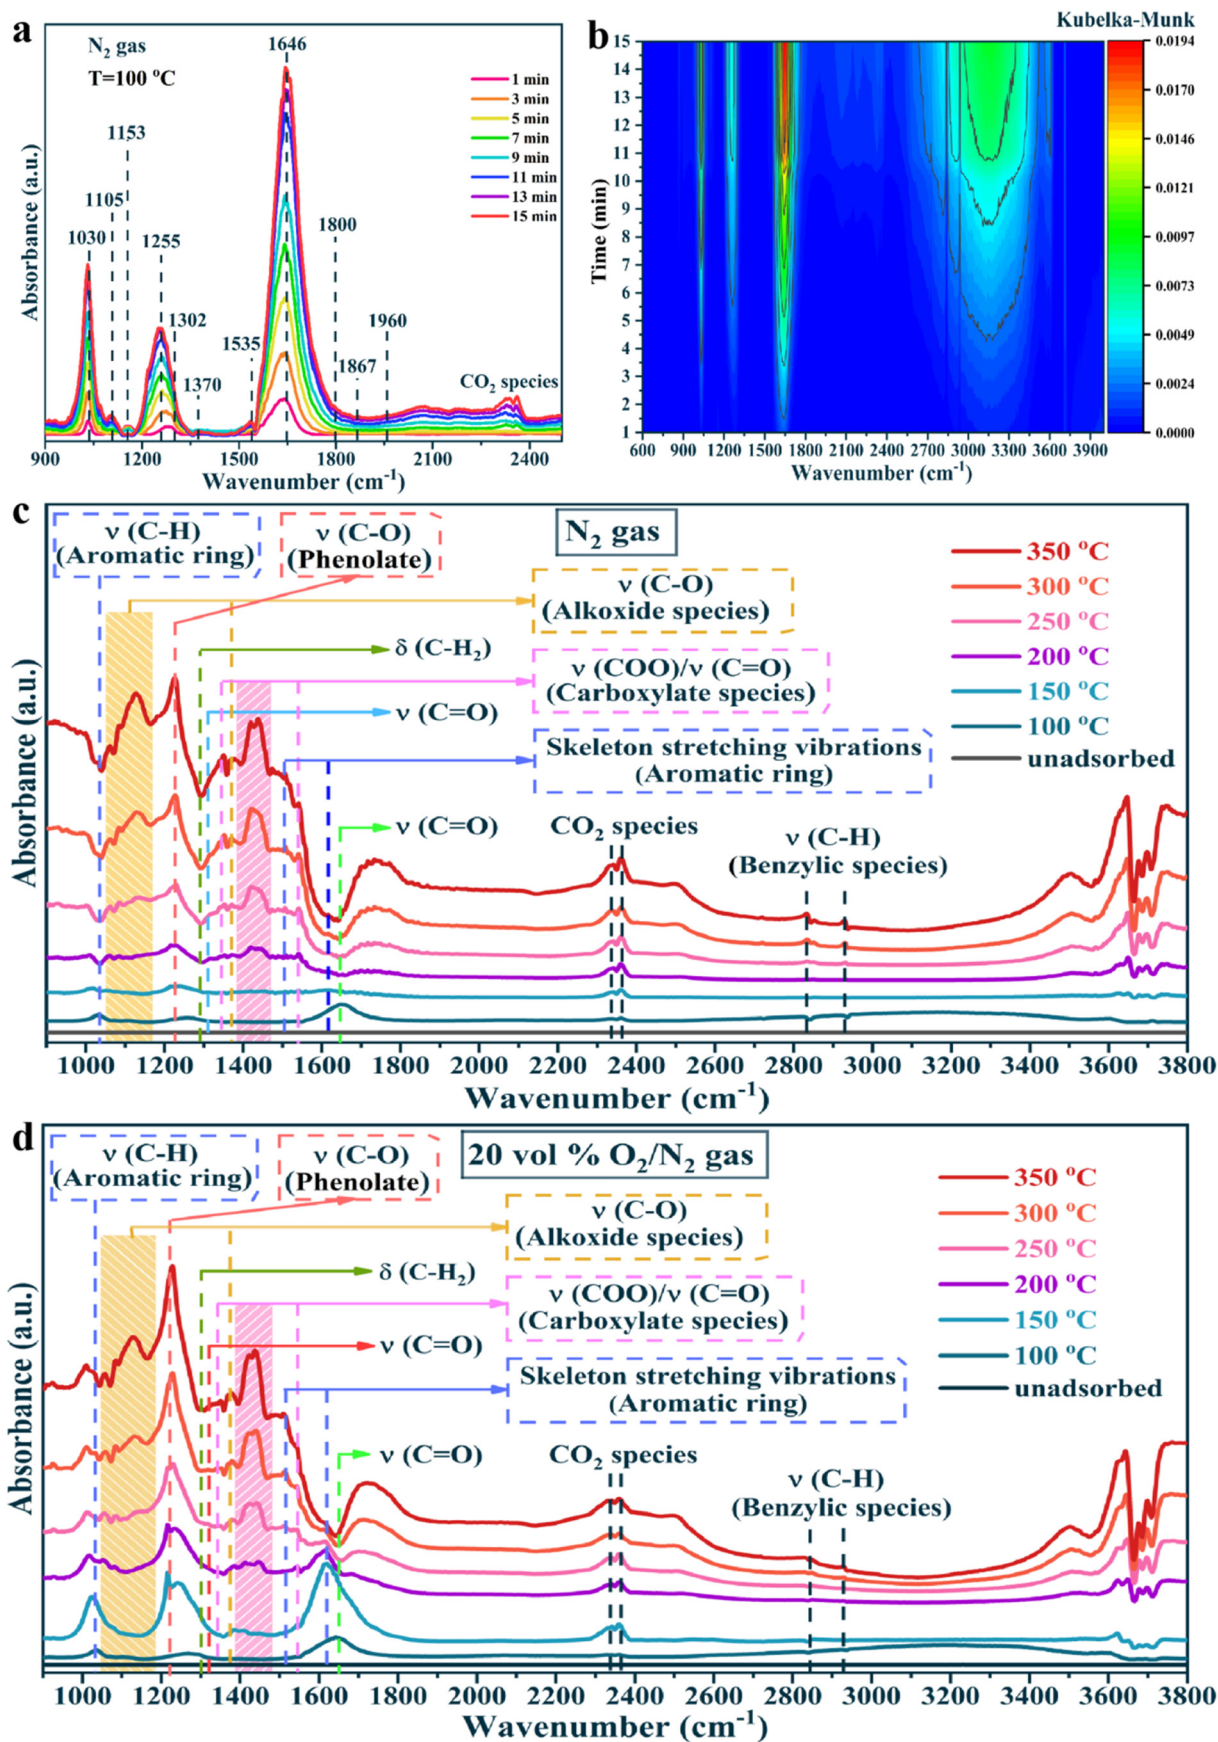 a
N₂ gas
T=100 °C
1646
1153
1105
1030
1255
1302
1370
1535
1800
1867
1960
CO₂ species
1 min
3 min
5 min
7 min
9 min
11 min
13 min
15 min
Absorbance (a.u.)
900 1200 1500 1800 2100 2400
Wavenumber (cm⁻¹)
b
Kubelka-Munk
15
14
13
12
11
10
9
8
7
6
5
4
3
2
1
Time (min)
600 900 1200 1500 1800 2100 2400 2700 3000 3300 3600 3900
Wavenumber (cm⁻¹)
0.0194
0.0170
0.0146
0.0121
0.0097
0.0073
0.0049
0.0024
0.0000
c
ν (C-H)
(Aromatic ring)
ν (C-O)
(Phenolate)
N₂ gas
ν (C-O)
(Alkoxide species)
δ (C-H₂)
ν (COO)/ν (C=O)
(Carboxylate species)
ν (C=O)
Skeleton stretching vibrations
(Aromatic ring)
ν (C=O)
CO₂ species
ν (C-H)
(Benzylic species)
350 °C
300 °C
250 °C
200 °C
150 °C
100 °C
unadsorbed
Absorbance (a.u.)
1000 1200 1400 1600 1800 2000 2200 2400 2600 2800 3000 3200 3400 3600 3800
Wavenumber (cm⁻¹)
d
ν (C-H)
(Aromatic ring)
ν (C-O)
(Phenolate)
20 vol % O₂/N₂ gas
ν (C-O)
(Alkoxide species)
δ (C-H₂)
ν (COO)/ν (C=O)
(Carboxylate species)
ν (C=O)
Skeleton stretching vibrations
(Aromatic ring)
ν (C=O)
CO₂ species
ν (C-H)
(Benzylic species)
350 °C
300 °C
250 °C
200 °C
150 °C
100 °C
unadsorbed
Absorbance (a.u.)
1000 1200 1400 1600 1800 2000 2200 2400 2600 2800 3000 3200 3400 3600 3800
Wavenumber (cm⁻¹)